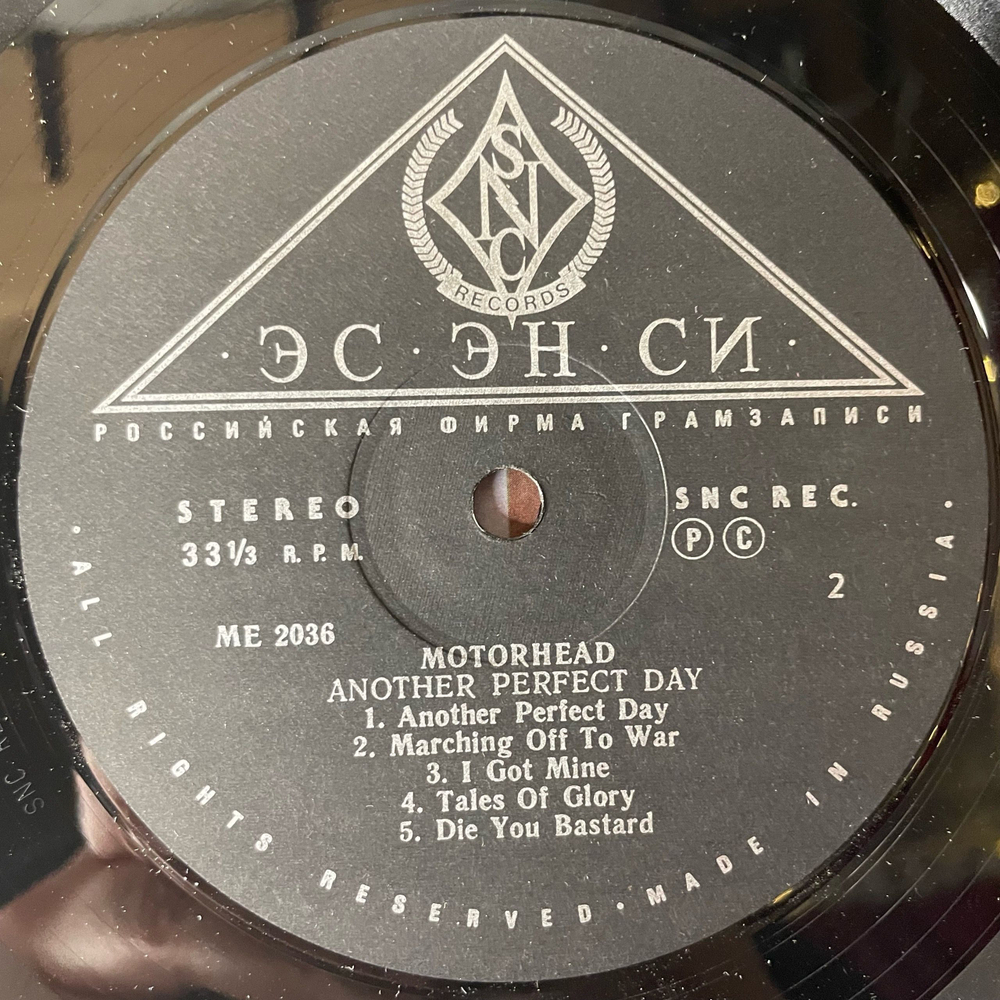 SNC
RECORDS
· ЭС · ЭН · СИ ·
РОССИЙСКАЯ ФИРМА ГРАМЗАПИСИ
STEREO
33⅓ R.P.M.
SNC REC.
Ⓟ Ⓒ
2
ME 2036
MOTORHEAD
ANOTHER PERFECT DAY
1. Another Perfect Day
2. Marching Off To War
3. I Got Mine
4. Tales Of Glory
5. Die You Bastard
· ALL RIGHTS RESERVED · MADE IN RUSSIA ·
SNC